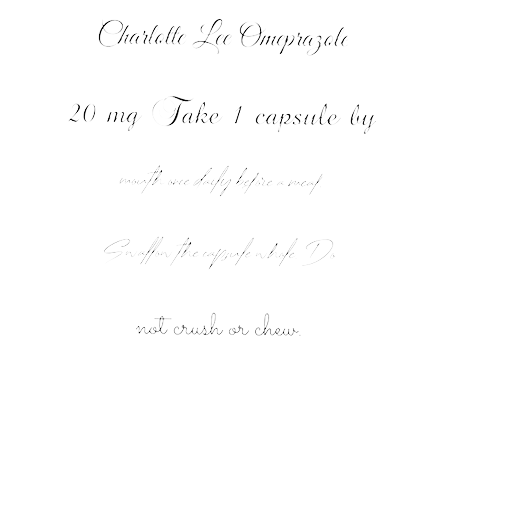 Charlotte Lee Omeprazole
20 mg Take 1 capsule by
mouth once daily before a meal
Swallow the capsule whole Do
not crush or chew.